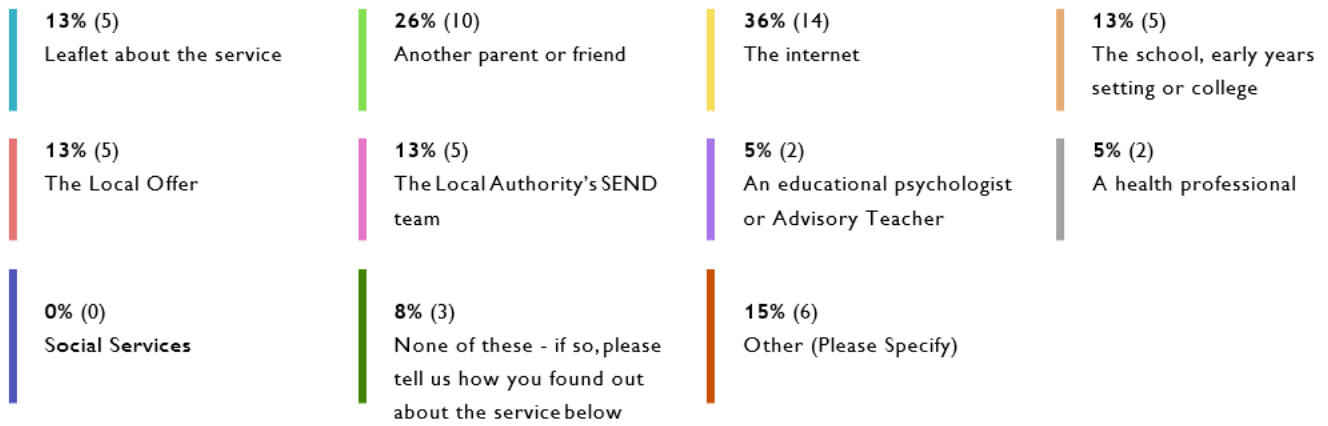 13% (5)
Leaflet about the service
26% (10)
Another parent or friend
36% (14)
The internet
13% (5)
The school, early years
setting or college
13% (5)
The Local Offer
13% (5)
The Local Authority's SEND
team
5% (2)
An educational psychologist
or Advisory Teacher
5% (2)
A health professional
0% (0)
Social Services
8% (3)
None of these - if so, please
tell us how you found out
about the service below
15% (6)
Other (Please Specify)